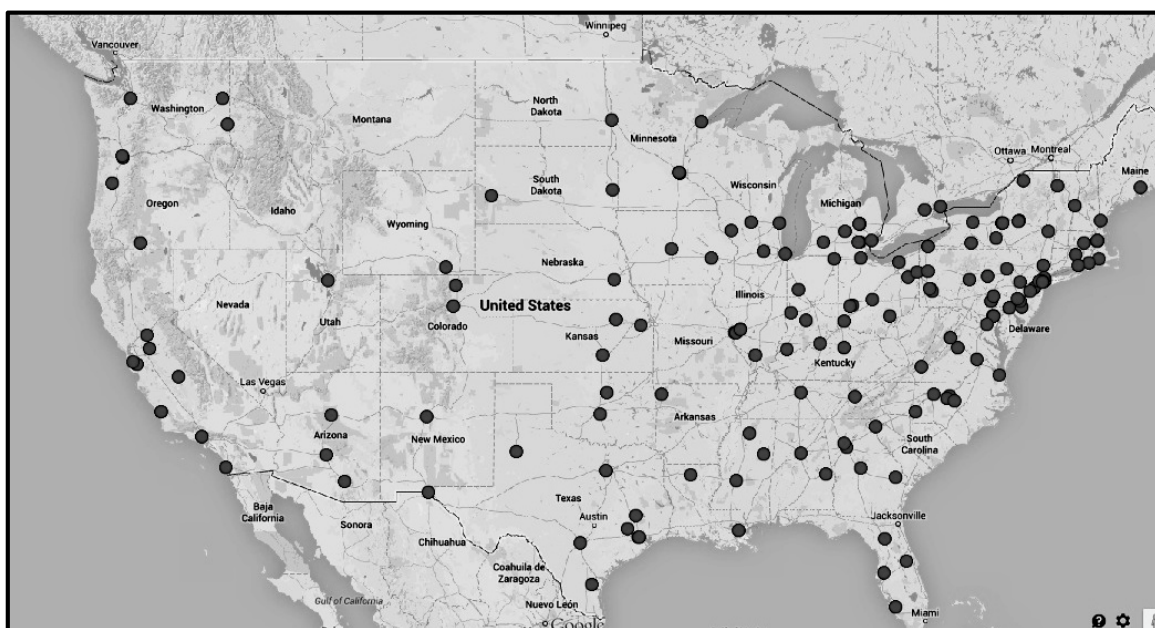 Winnipeg
Vancouver
Washington
North
Dakota
Montana
Minnesota
Ottawa
Montreal
Maine
South
Dakota
Wisconsin
Michigan
Oregon
Idaho
Wyoming
Nebraska
United States
Illinois
Nevada
Utah
Colorado
Kansas
Missouri
Delaware
Kentucky
Las Vegas
Arkansas
Arizona
New Mexico
South
Carolina
Texas
Baja
California
Sonora
Austin
Jacksonville
Chihuahua
Coahuila de
Zaragoza
Gulf of California
Nuevo León
Miami
Google